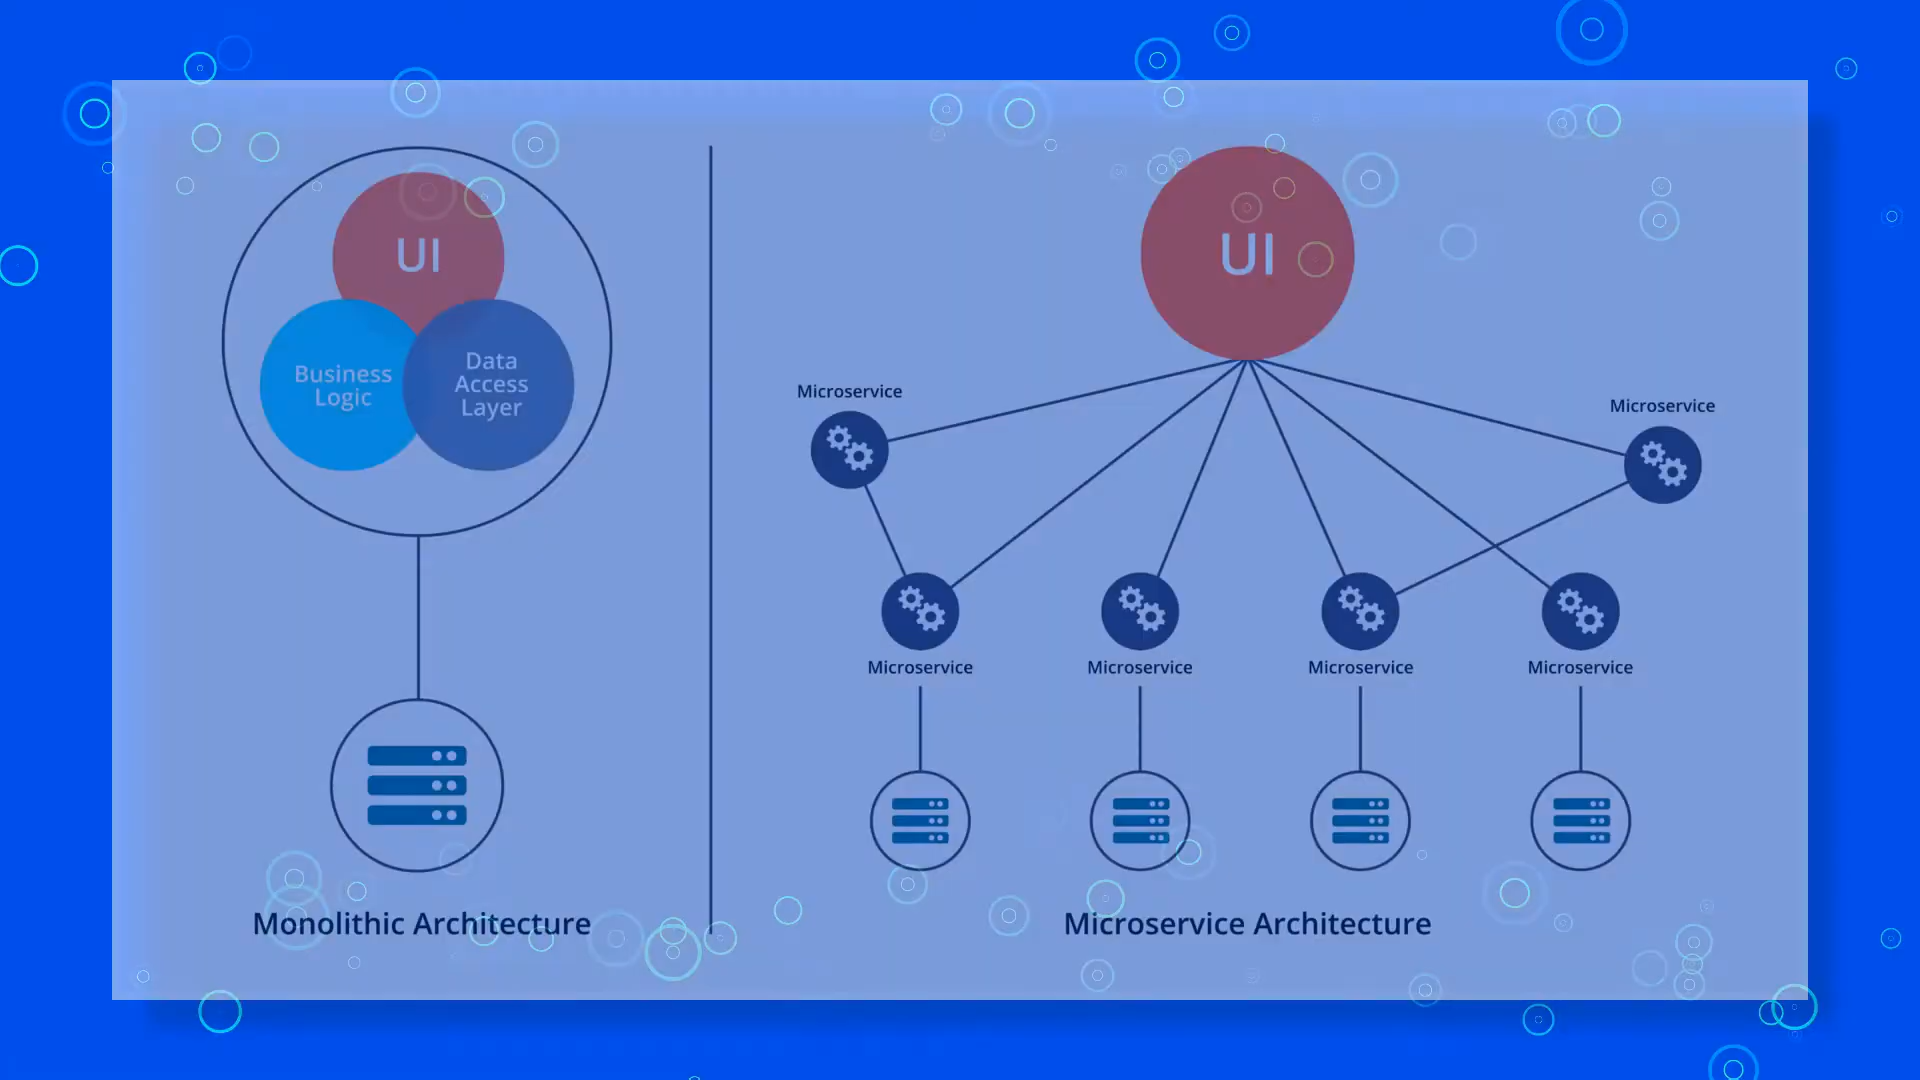 UI
Business
Logic
Data
Access
Layer
Monolithic Architecture
UI
Microservice
Microservice
Microservice
Microservice
Microservice
Microservice
Microservice Architecture